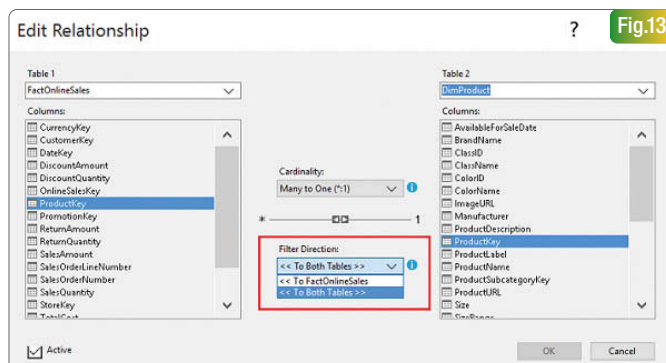 Edit Relationship
?
Fig.13
Table 1
FactOnlineSales
Columns:
CurrencyKey
CustomerKey
DateKey
DiscountAmount
DiscountQuantity
OnlineSalesKey
ProductKey
PromotionKey
ReturnAmount
ReturnQuantity
SalesAmount
SalesOrderLineNumber
SalesOrderNumber
SalesQuantity
StoreKey
TotalCost
Cardinality:
Many to One (*:1)
*
1
Filter Direction:
<< To Both Tables >>
<< To FactOnlineSales
<< To Both Tables >>
Table 2
DimProduct
Columns:
AvailableForSaleDate
BrandName
ClassID
ClassName
ColorID
ColorName
ImageURL
Manufacturer
ProductDescription
ProductKey
ProductLabel
ProductName
ProductSubcategoryKey
ProductURL
Size
SizeRange
Active
OK
Cancel